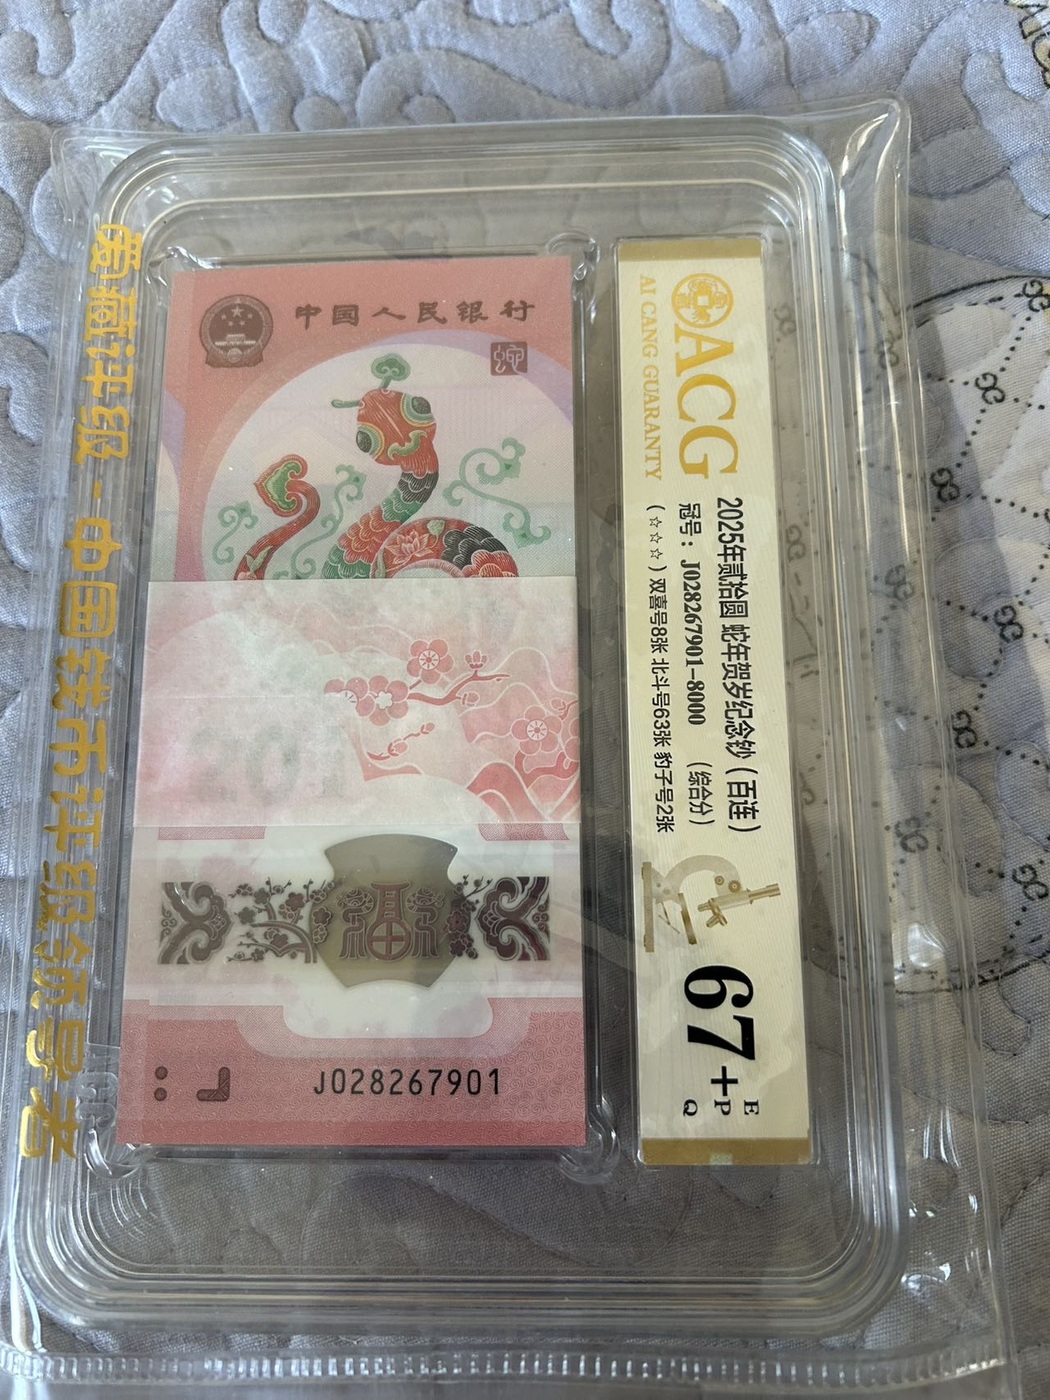 爱藏评级-中国钱币评级领导者
中国人民银行
J028267901
ACG
AI CANG GUARANTY
2025年贰拾圆 蛇年贺岁纪念钞（百连）
冠号：J028267901-8000 （综合分）
（☆☆☆）双喜号8张 北斗号63张 豹子号2张
67+
E
P
Q